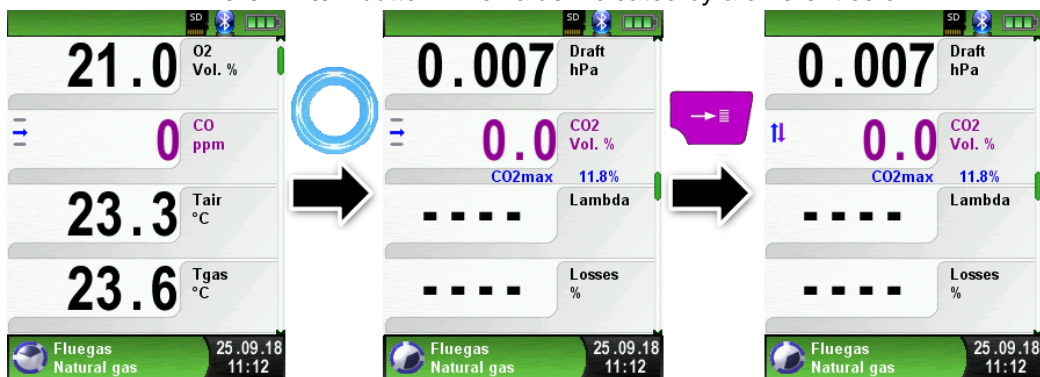 SD
21.0 O2
Vol. %
0 CO
ppm
23.3 Tair
°C
23.6 Tgas
°C
Fluegas 25.09.18
Natural gas 11:12
SD
0.007 Draft
hPa
0.0 CO2
Vol. %
CO2max 11.8%
---- Lambda
---- Losses
%
Fluegas 25.09.18
Natural gas 11:12
SD
0.007 Draft
hPa
0.0 CO2
Vol. %
CO2max 11.8%
---- Lambda
---- Losses
%
Fluegas 25.09.18
Natural gas 11:12